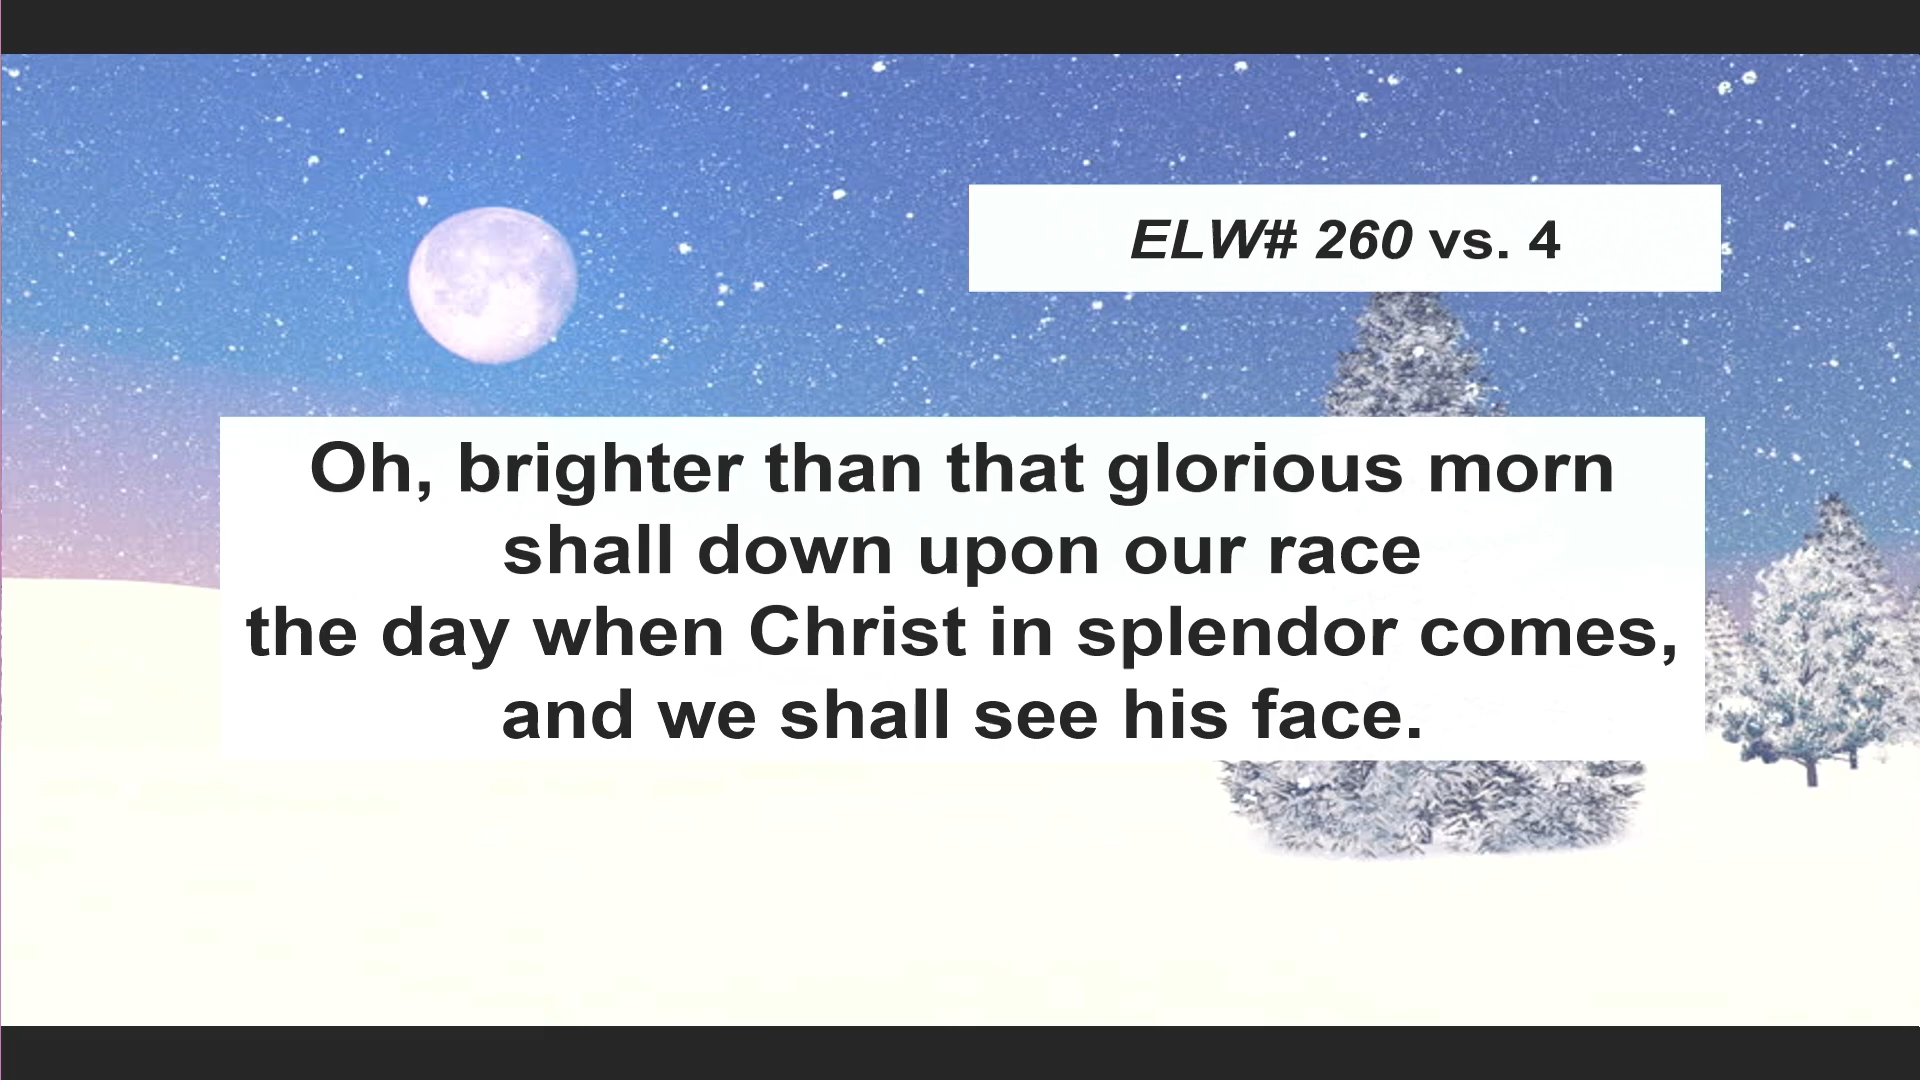 ELW# 260 vs. 4
Oh, brighter than that glorious morn
shall down upon our race
the day when Christ in splendor comes,
and we shall see his face.